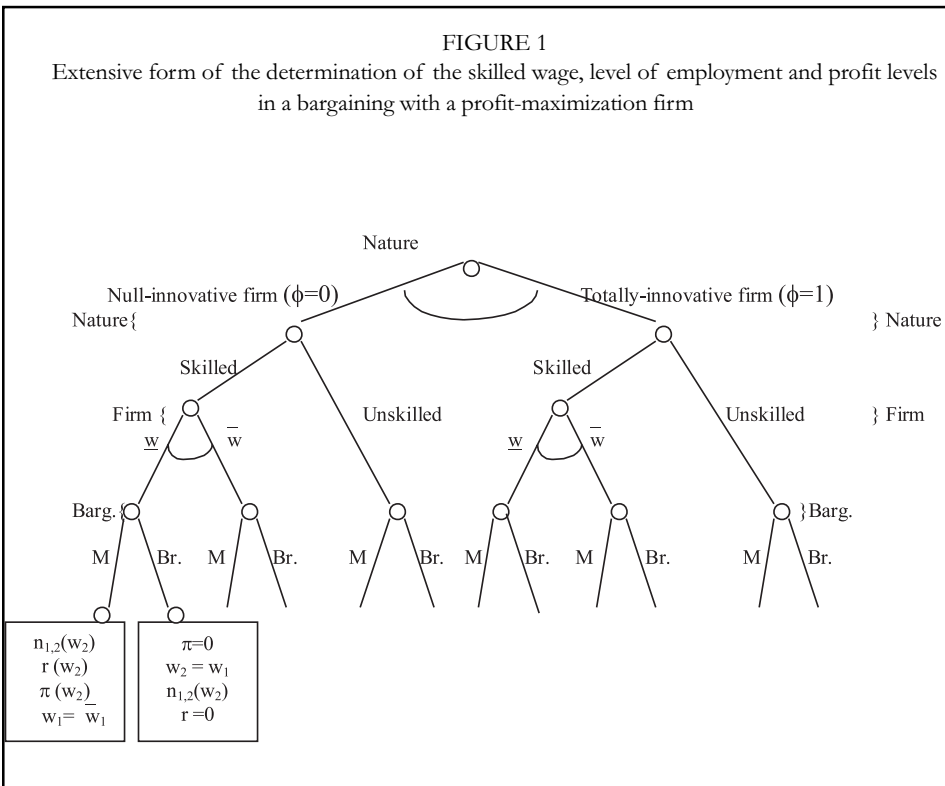 FIGURE 1
Extensive form of the determination of the skilled wage, level of employment and profit levels
in a bargaining with a profit-maximization firm
Nature
Null-innovative firm (ϕ=0)
Totally-innovative firm (ϕ=1)
Nature{
} Nature
Skilled
Skilled
Firm {
Unskilled
Unskilled
} Firm
w̲
w̅
w̲
w̅
Barg.{
}Barg.
M
Br.
M
Br.
M
Br.
M
Br.
M
Br.
M
Br.
n₁,₂(w₂)
r (w₂)
π (w₂)
w₁= w̅₁
π=0
w₂ = w₁
n₁,₂(w₂)
r =0